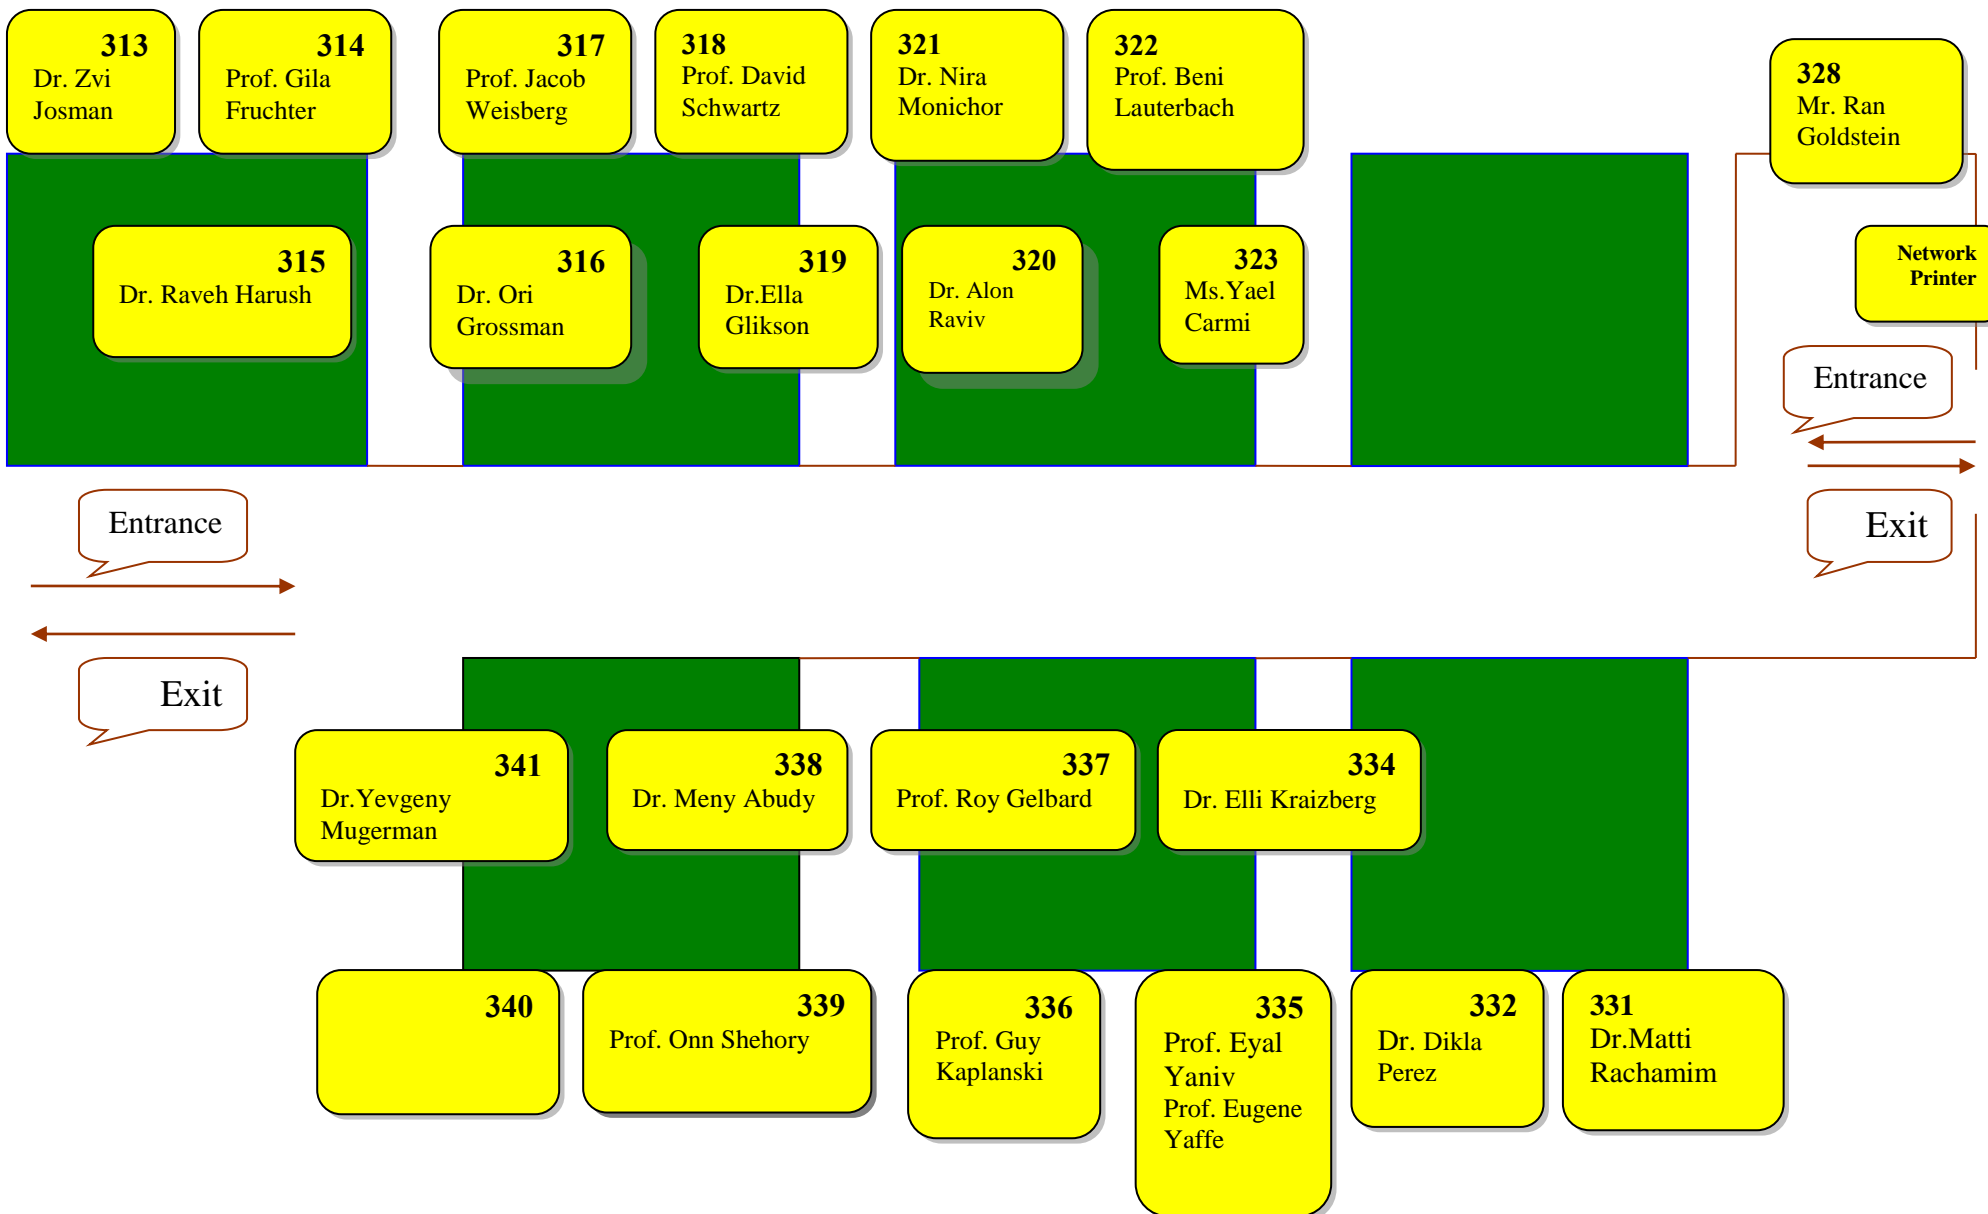 313
Dr. Zvi
Josman
314
Prof. Gila
Fruchter
317
Prof. Jacob
Weisberg
318
Prof. David
Schwartz
321
Dr. Nira
Monichor
322
Prof. Beni
Lauterbach
328
Mr. Ran
Goldstein
315
Dr. Raveh Harush
316
Dr. Ori
Grossman
319
Dr.Ella
Glikson
320
Dr. Alon
Raviv
323
Ms.Yael
Carmi
Network
Printer
Entrance
Exit
Entrance
Exit
341
Dr.Yevgeny
Mugerman
338
Dr. Meny Abudy
337
Prof. Roy Gelbard
334
Dr. Elli Kraizberg
340
339
Prof. Onn Shehory
336
Prof. Guy
Kaplanski
335
Prof. Eyal
Yaniv
Prof. Eugene
Yaffe
332
Dr. Dikla
Perez
331
Dr.Matti
Rachamim